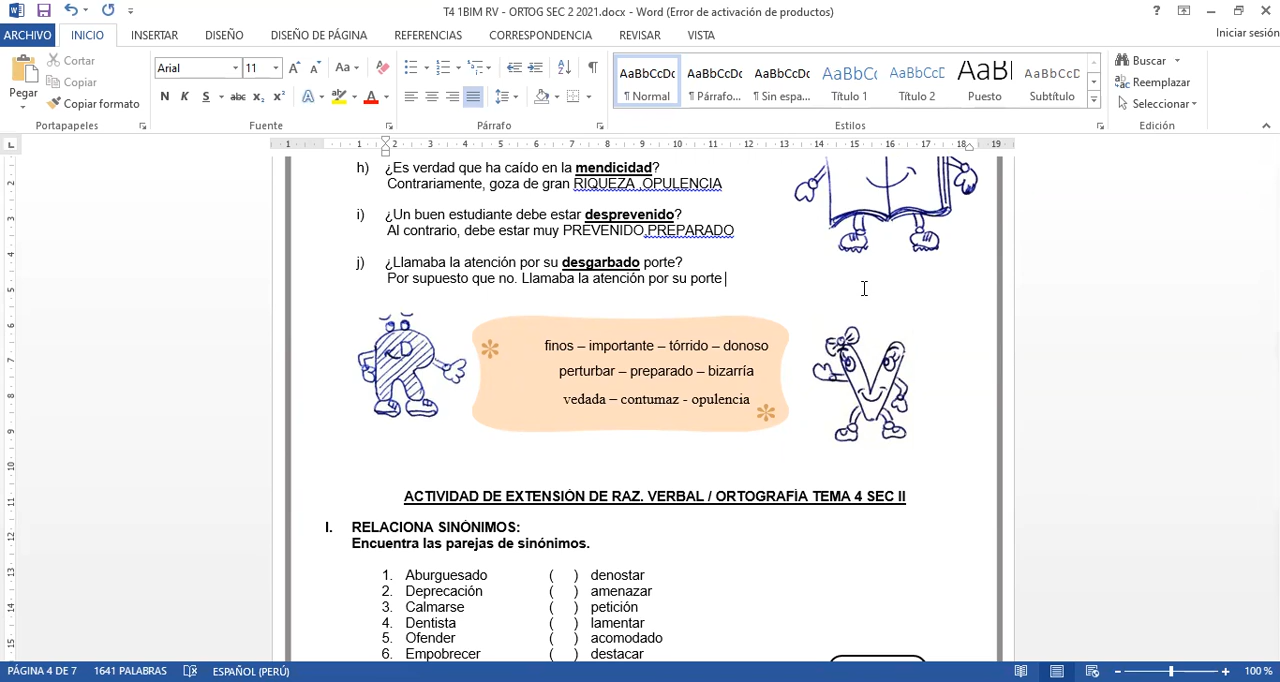 T4 1BIM RV - ORTOG SEC 2 2021.docx - Word (Error de activación de productos)
ARCHIVO INICIO INSERTAR DISEÑO DISEÑO DE PÁGINA REFERENCIAS CORRESPONDENCIA REVISAR VISTA Iniciar sesión
Pegar
Cortar
Copiar
Copiar formato
Portapapeles
Arial 11
N K S abc x₂ x²
Fuente
Párrafo
AaBbCcDc AaBbCcDc AaBbCcDc AaBbCc AaBbCcC AaBl AaBbCcDc
¶ Normal ¶ Párrafo... ¶ Sin espa... Título 1 Título 2 Puesto Subtítulo
Estilos
Buscar
Reemplazar
Seleccionar
Edición
h) ¿Es verdad que ha caído en la mendicidad?
Contrariamente, goza de gran RIQUEZA ,OPULENCIA
i) ¿Un buen estudiante debe estar desprevenido?
Al contrario, debe estar muy PREVENIDO,PREPARADO
j) ¿Llamaba la atención por su desgarbado porte?
Por supuesto que no. Llamaba la atención por su porte
finos – importante – tórrido – donoso
perturbar – preparado – bizarría
vedada – contumaz - opulencia
ACTIVIDAD DE EXTENSIÓN DE RAZ. VERBAL / ORTOGRAFÍA TEMA 4 SEC II
I. RELACIONA SINÓNIMOS:
Encuentra las parejas de sinónimos.
1. Aburguesado ( ) denostar
2. Deprecación ( ) amenazar
3. Calmarse ( ) petición
4. Dentista ( ) lamentar
5. Ofender ( ) acomodado
6. Empobrecer ( ) destacar
PÁGINA 4 DE 7 1641 PALABRAS ESPAÑOL (PERÚ) 100 %